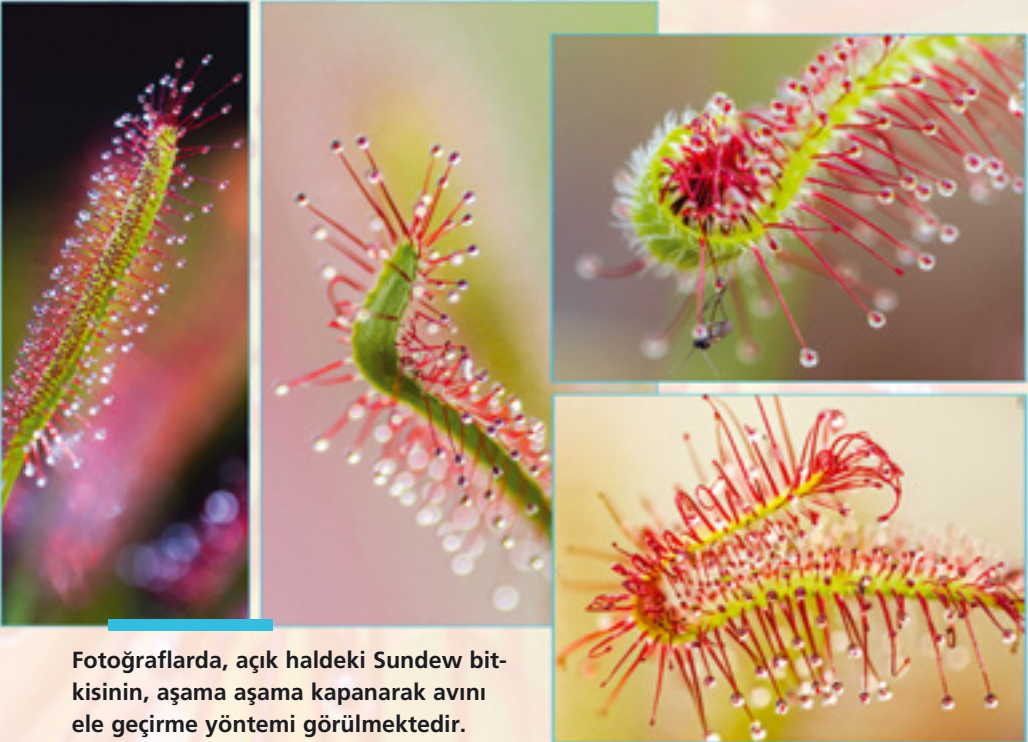 Fotoğraflarda, açık haldeki Sundew bit-
kisinin, aşama aşama kapanarak avını
ele geçirme yöntemi görülmektedir.